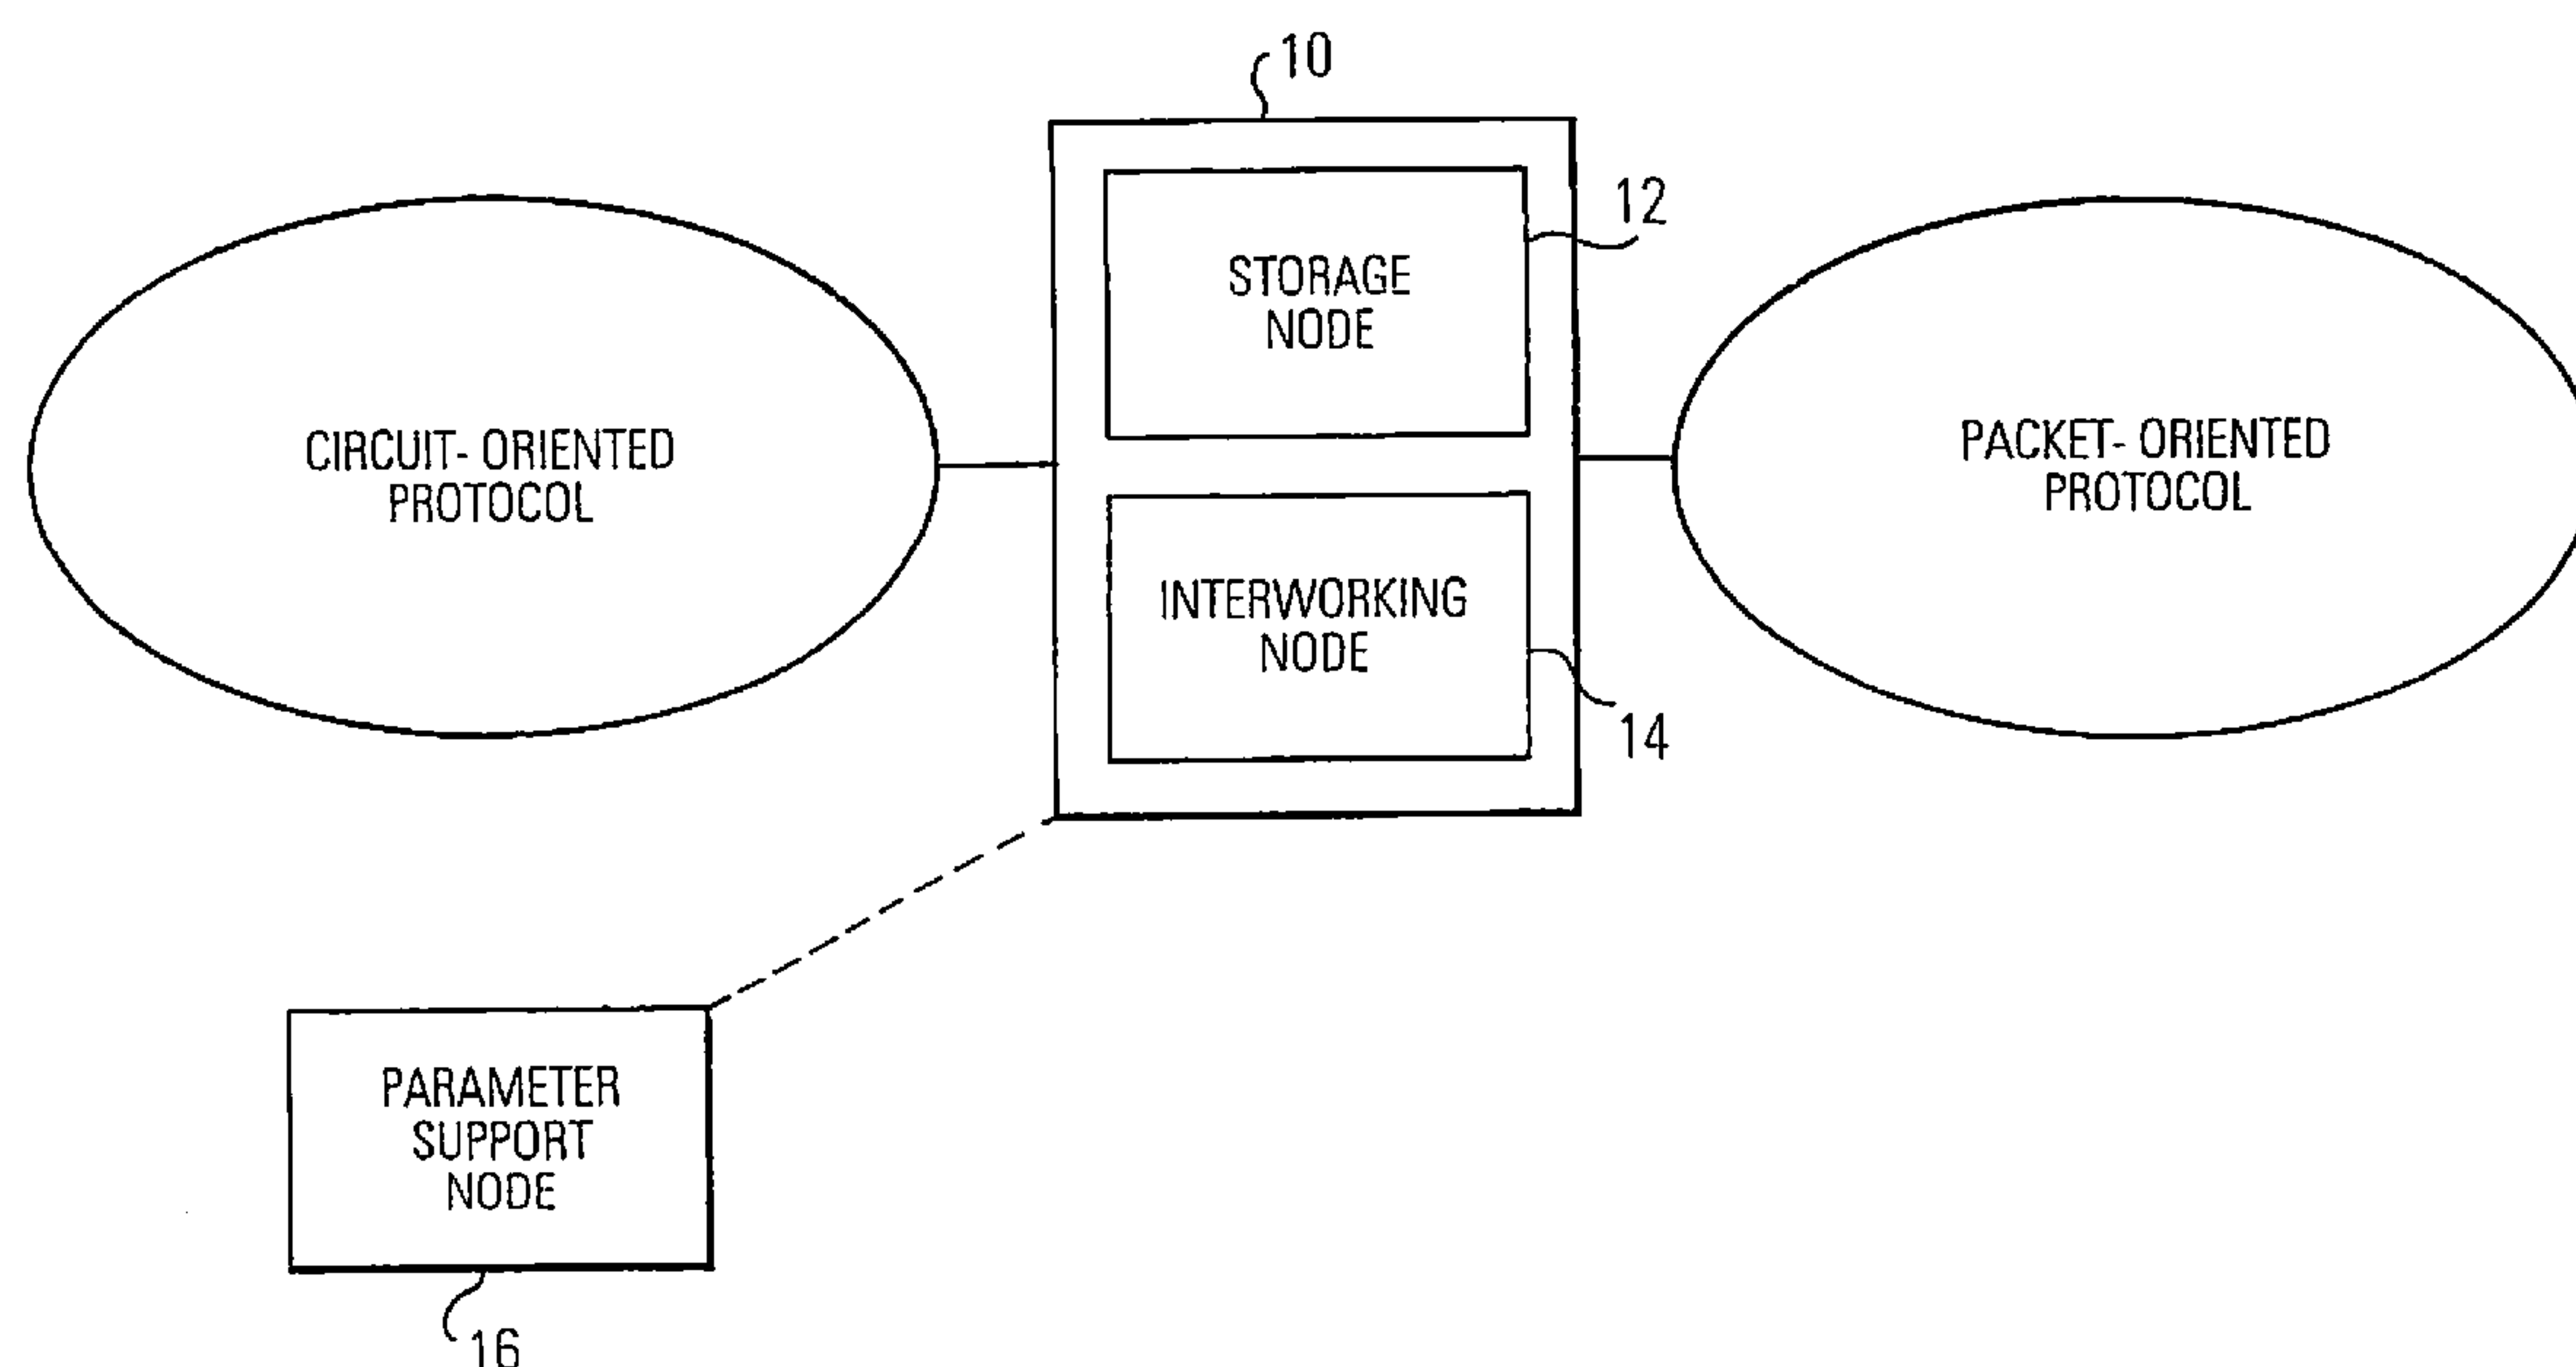 10
12
STORAGE
NODE
CIRCUIT- ORIENTED
PROTOCOL
PACKET- ORIENTED
PROTOCOL
INTERWORKING
NODE
14
PARAMETER
SUPPORT
NODE
16